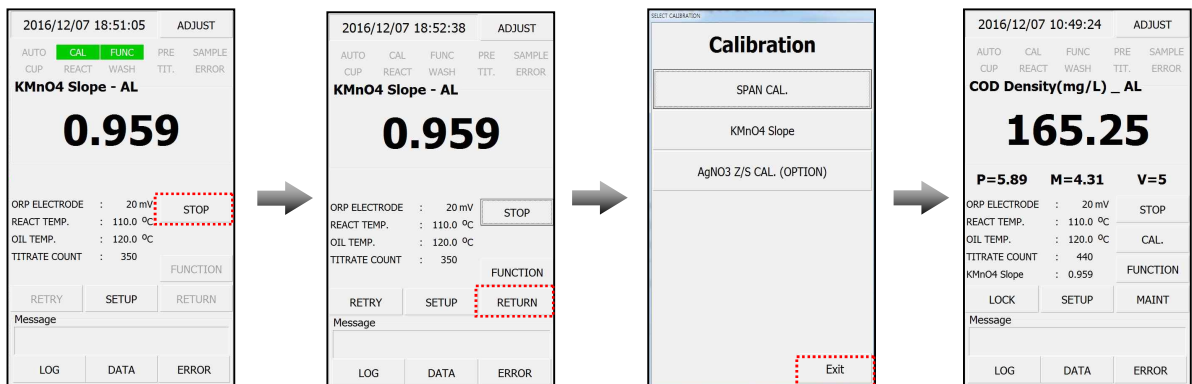 2016/12/07 18:51:05 ADJUST
AUTO CAL FUNC PRE SAMPLE
CUP REACT WASH TIT. ERROR
KMnO4 Slope - AL
0.959
ORP ELECTRODE : 20 mV STOP
REACT TEMP. : 110.0 ºC
OIL TEMP. : 120.0 ºC
TITRATE COUNT : 350
FUNCTION
RETRY SETUP RETURN
Message
LOG DATA ERROR
2016/12/07 18:52:38 ADJUST
AUTO CAL FUNC PRE SAMPLE
CUP REACT WASH TIT. ERROR
KMnO4 Slope - AL
0.959
ORP ELECTRODE : 20 mV STOP
REACT TEMP. : 110.0 ºC
OIL TEMP. : 120.0 ºC
TITRATE COUNT : 350
FUNCTION
RETRY SETUP RETURN
Message
LOG DATA ERROR
SELECT CALIBRATION
Calibration
SPAN CAL.
KMnO4 Slope
AgNO3 Z/S CAL. (OPTION)
Exit
2016/12/07 10:49:24 ADJUST
AUTO CAL FUNC PRE SAMPLE
CUP REACT WASH TIT. ERROR
COD Density(mg/L) _ AL
165.25
P=5.89 M=4.31 V=5
ORP ELECTRODE : 20 mV STOP
REACT TEMP. : 110.0 ºC
OIL TEMP. : 120.0 ºC CAL.
TITRATE COUNT : 440
KMnO4 Slope : 0.959 FUNCTION
LOCK SETUP MAINT
Message
LOG DATA ERROR